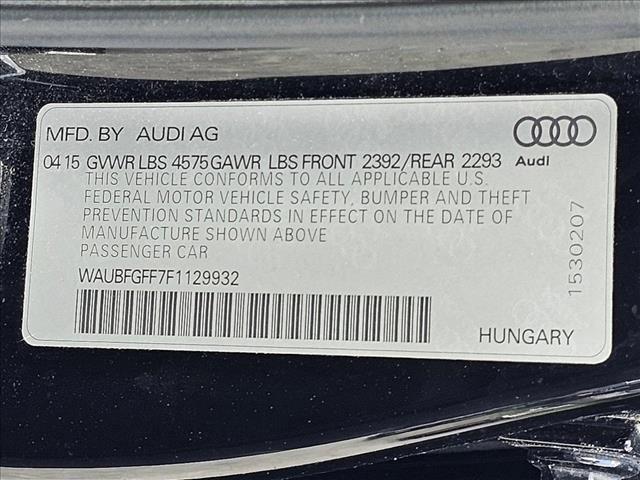 MFD. BY AUDI AG
04 15 GVWR LBS 4575 GAWR LBS FRONT 2392/REAR 2293 Audi
THIS VEHICLE CONFORMS TO ALL APPLICABLE U.S.
FEDERAL MOTOR VEHICLE SAFETY, BUMPER AND THEFT
PREVENTION STANDARDS IN EFFECT ON THE DATE OF
MANUFACTURE SHOWN ABOVE
PASSENGER CAR
WAUBFGFF7F1129932
HUNGARY
1530207